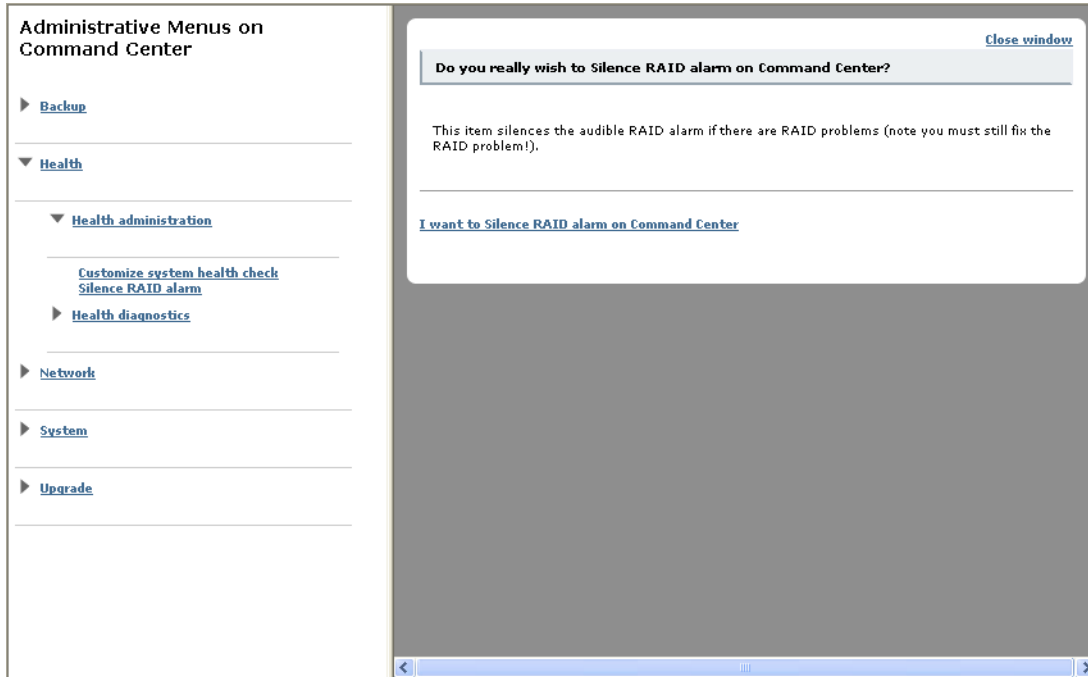 Administrative Menus on
Command Center
Backup
Health
Health administration
Customize system health check
Silence RAID alarm
Health diagnostics
Network
System
Upgrade
Close window
Do you really wish to Silence RAID alarm on Command Center?
This item silences the audible RAID alarm if there are RAID problems (note you must still fix the
RAID problem!).
I want to Silence RAID alarm on Command Center